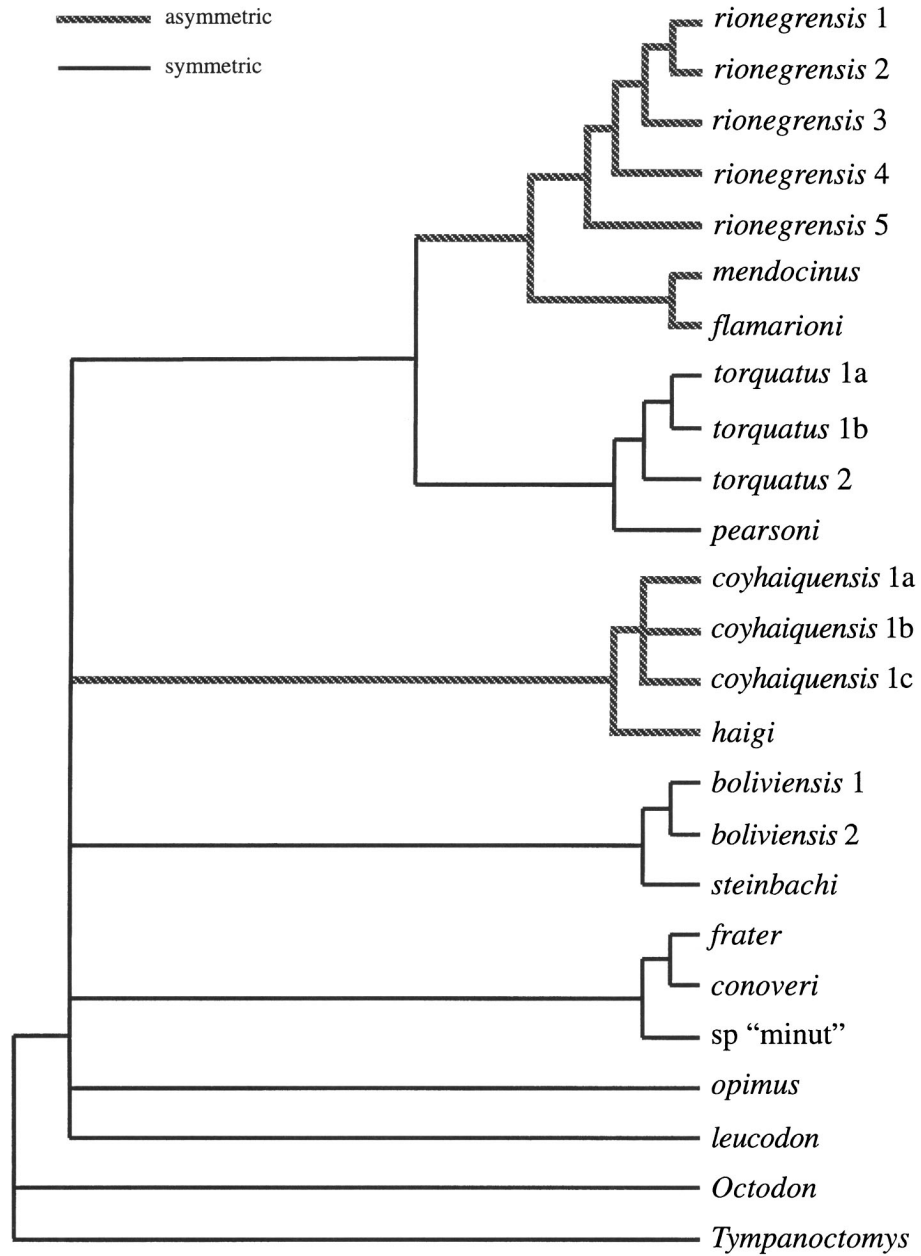 asymmetric
symmetric
rionegrensis 1
rionegrensis 2
rionegrensis 3
rionegrensis 4
rionegrensis 5
mendocinus
flamarioni
torquatus 1a
torquatus 1b
torquatus 2
pearsoni
coyhaiquensis 1a
coyhaiquensis 1b
coyhaiquensis 1c
haigi
boliviensis 1
boliviensis 2
steinbachi
frater
conoveri
sp “minut”
opimus
leucodon
Octodon
Tympanoctomys